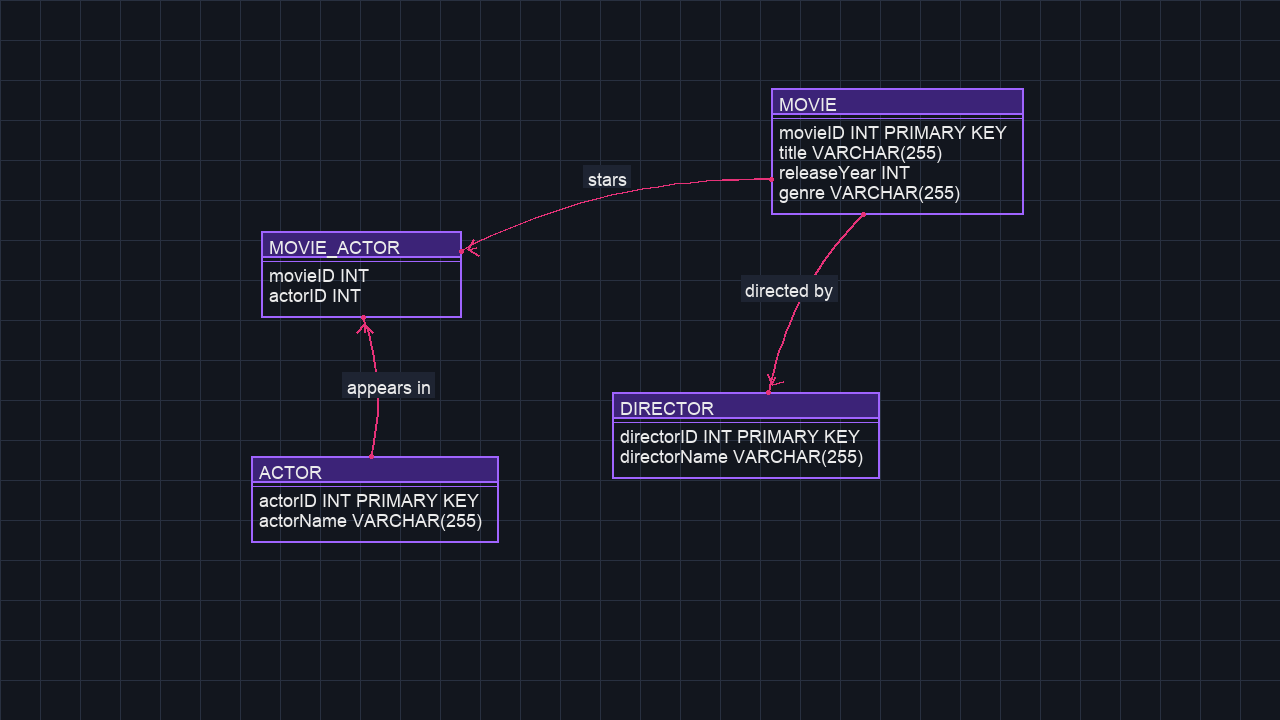 MOVIE
movieID INT PRIMARY KEY
title VARCHAR(255)
releaseYear INT
genre VARCHAR(255)
stars
MOVIE_ACTOR
movieID INT
actorID INT
directed by
appears in
DIRECTOR
directorID INT PRIMARY KEY
directorName VARCHAR(255)
ACTOR
actorID INT PRIMARY KEY
actorName VARCHAR(255)